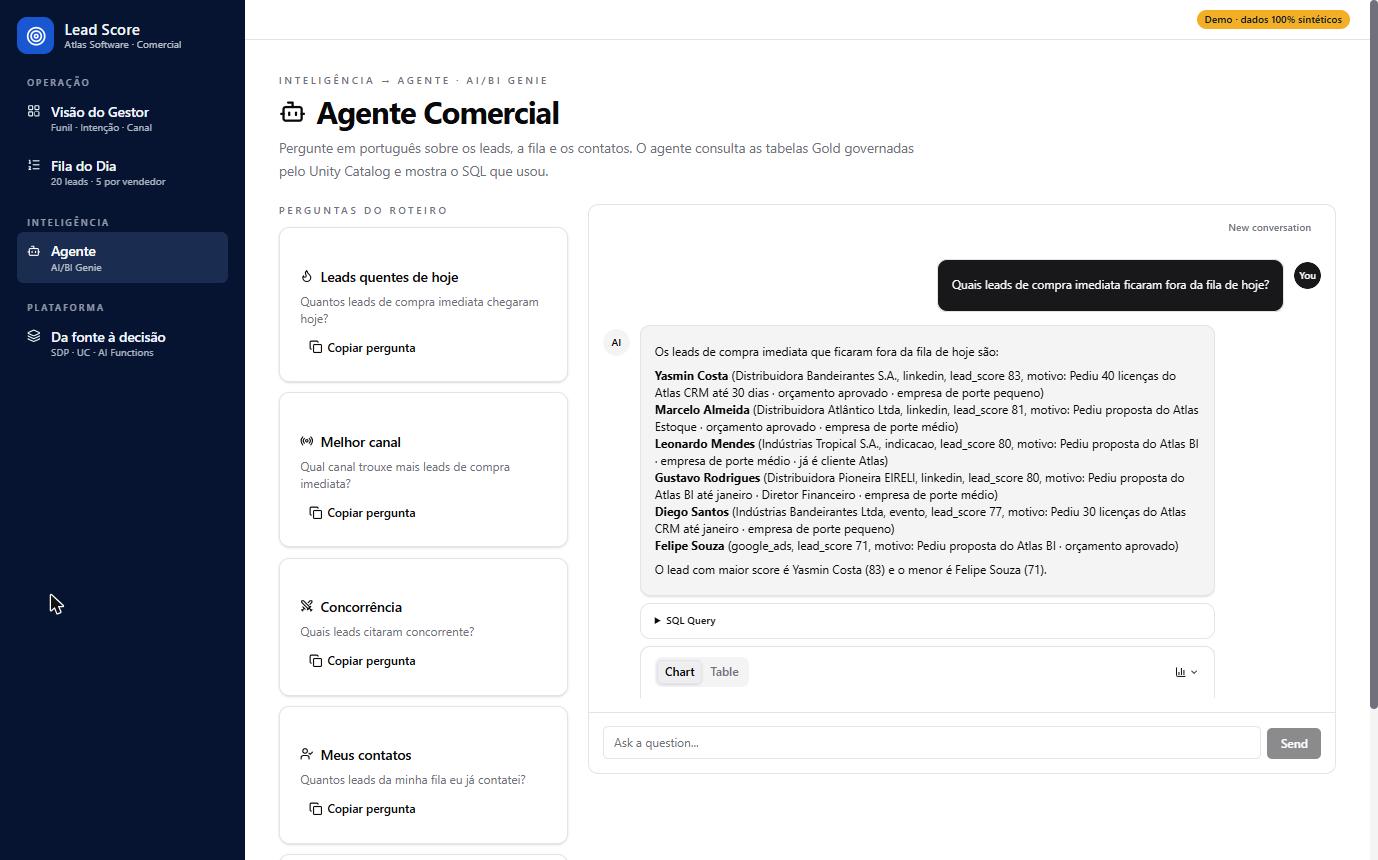 Lead Score
Atlas Software · Comercial
OPERAÇÃO
Visão do Gestor
Funil · Intenção · Canal
Fila do Dia
20 leads · 5 por vendedor
INTELIGÊNCIA
Agente
AI/BI Genie
PLATAFORMA
Da fonte à decisão
SDP · UC · AI Functions
Demo · dados 100% sintéticos
INTELIGÊNCIA — AGENTE · AI/BI GENIE
Agente Comercial
Pergunte em português sobre os leads, a fila e os contatos. O agente consulta as tabelas Gold governadas
pelo Unity Catalog e mostra o SQL que usou.
PERGUNTAS DO ROTEIRO
Leads quentes de hoje
Quantos leads de compra imediata chegaram
hoje?
Copiar pergunta
Melhor canal
Qual canal trouxe mais leads de compra
imediata?
Copiar pergunta
Concorrência
Quais leads citaram concorrente?
Copiar pergunta
Meus contatos
Quantos leads da minha fila eu já contatei?
Copiar pergunta
New conversation
Quais leads de compra imediata ficaram fora da fila de hoje?
You
AI
Os leads de compra imediata que ficaram fora da fila de hoje são:
Yasmin Costa (Distribuidora Bandeirantes S.A., linkedin, lead_score 83, motivo: Pediu 40 licenças do
Atlas CRM até 30 dias · orçamento aprovado · empresa de porte pequeno)
Marcelo Almeida (Distribuidora Atlântico Ltda, linkedin, lead_score 81, motivo: Pediu proposta do Atlas
Estoque · orçamento aprovado · empresa de porte médio)
Leonardo Mendes (Indústrias Tropical S.A., indicacao, lead_score 80, motivo: Pediu proposta do Atlas BI
· empresa de porte médio · já é cliente Atlas)
Gustavo Rodrigues (Distribuidora Pioneira EIRELI, linkedin, lead_score 80, motivo: Pediu proposta do
Atlas BI até janeiro · Diretor Financeiro · empresa de porte médio)
Diego Santos (Indústrias Bandeirantes Ltda, evento, lead_score 77, motivo: Pediu 30 licenças do Atlas
CRM até janeiro · empresa de porte pequeno)
Felipe Souza (google_ads, lead_score 71, motivo: Pediu proposta do Atlas BI · orçamento aprovado)
O lead com maior score é Yasmin Costa (83) e o menor é Felipe Souza (71).
SQL Query
Chart
Table
Ask a question...
Send